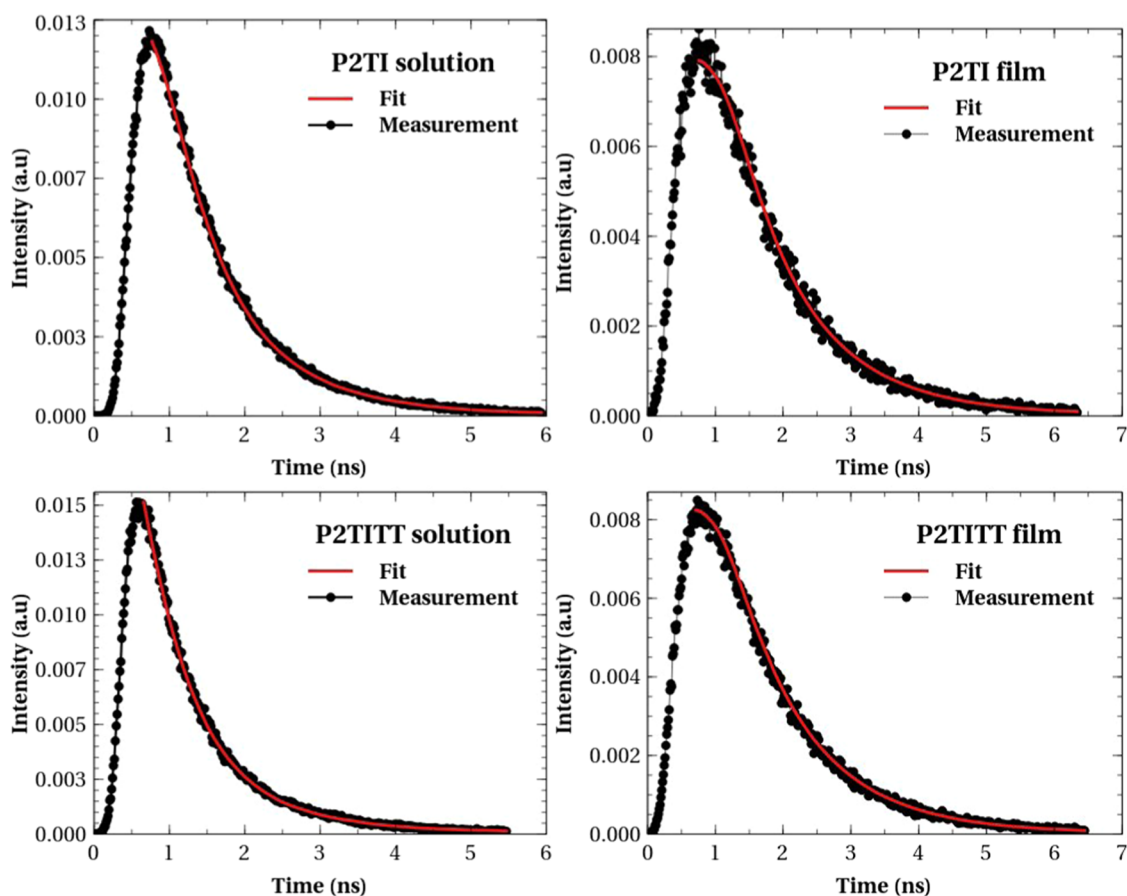 P2TI solution
Fit
Measurement
Intensity (a.u)
0.013
0.010
0.007
0.005
0.003
0.000
0 1 2 3 4 5 6
Time (ns)
P2TI film
Fit
Measurement
Intensity (a.u)
0.008
0.006
0.004
0.002
0.000
0 1 2 3 4 5 6 7
Time (ns)
P2TITT solution
Fit
Measurement
Intensity (a.u)
0.015
0.013
0.010
0.007
0.005
0.003
0.000
0 1 2 3 4 5 6
Time (ns)
P2TITT film
Fit
Measurement
Intensity (a.u)
0.008
0.006
0.004
0.002
0.000
0 1 2 3 4 5 6 7
Time (ns)